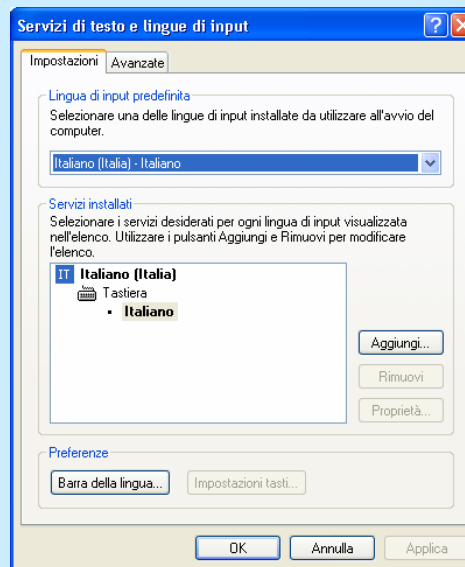 Servizi di testo e lingue di input
Impostazioni
Avanzate
Lingua di input predefinita
Selezionare una delle lingue di input installate da utilizzare all'avvio del
computer.
Italiano (Italia) - Italiano
Servizi installati
Selezionare i servizi desiderati per ogni lingua di input visualizzata
nell'elenco. Utilizzare i pulsanti Aggiungi e Rimuovi per modificare
l'elenco.
IT Italiano (Italia)
Tastiera
Italiano
Aggiungi...
Rimuovi
Proprietà...
Preferenze
Barra della lingua...
Impostazioni tasti...
OK
Annulla
Applica